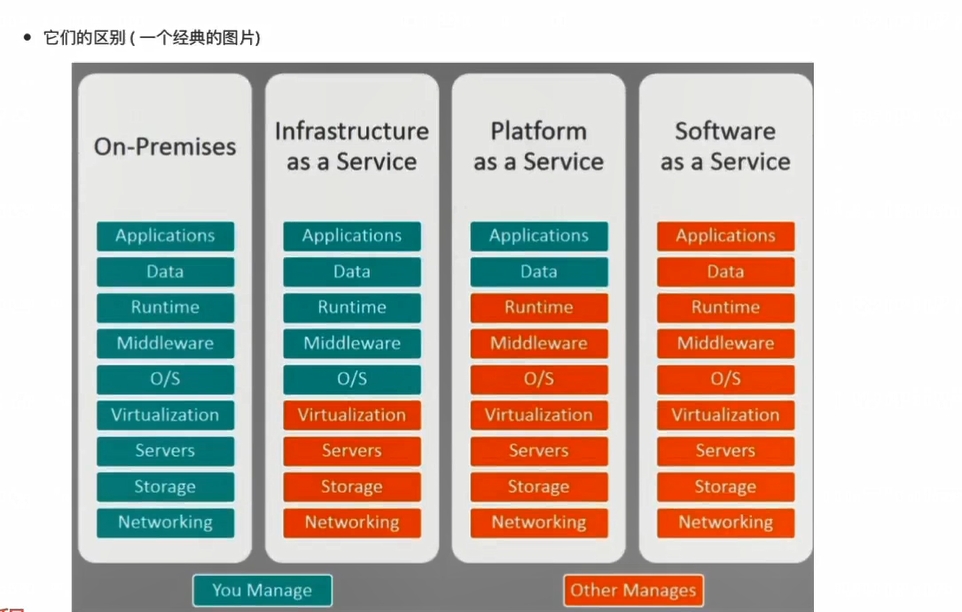 它们的区别 ( 一个经典的图片)
On-Premises
Applications
Data
Runtime
Middleware
O/S
Virtualization
Servers
Storage
Networking
Infrastructure
as a Service
Applications
Data
Runtime
Middleware
O/S
Virtualization
Servers
Storage
Networking
Platform
as a Service
Applications
Data
Runtime
Middleware
O/S
Virtualization
Servers
Storage
Networking
Software
as a Service
Applications
Data
Runtime
Middleware
O/S
Virtualization
Servers
Storage
Networking
You Manage
Other Manages